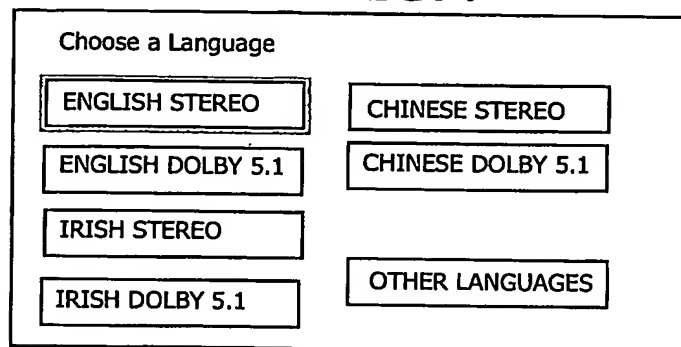 Choose a Language
ENGLISH STEREO
ENGLISH DOLBY 5.1
IRISH STEREO
IRISH DOLBY 5.1
CHINESE STEREO
CHINESE DOLBY 5.1
OTHER LANGUAGES